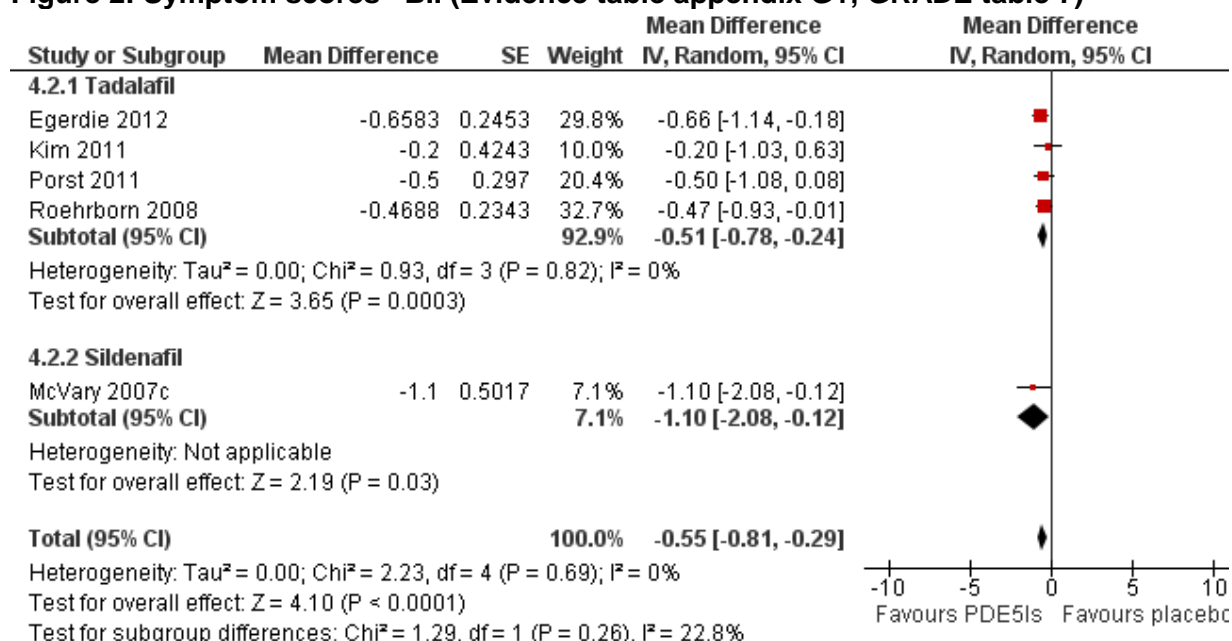 Mean Difference Mean Difference
Study or Subgroup Mean Difference SE Weight IV, Random, 95% CI IV, Random, 95% CI
4.2.1 Tadalafil
Egerdie 2012 -0.6583 0.2453 29.8% -0.66 [-1.14, -0.18]
Kim 2011 -0.2 0.4243 10.0% -0.20 [-1.03, 0.63]
Porst 2011 -0.5 0.297 20.4% -0.50 [-1.08, 0.08]
Roehrborn 2008 -0.4688 0.2343 32.7% -0.47 [-0.93, -0.01]
Subtotal (95% CI) 92.9% -0.51 [-0.78, -0.24]
Heterogeneity: Tau² = 0.00; Chi² = 0.93, df = 3 (P = 0.82); I² = 0%
Test for overall effect: Z = 3.65 (P = 0.0003)
4.2.2 Sildenafil
McVary 2007c -1.1 0.5017 7.1% -1.10 [-2.08, -0.12]
Subtotal (95% CI) 7.1% -1.10 [-2.08, -0.12]
Heterogeneity: Not applicable
Test for overall effect: Z = 2.19 (P = 0.03)
Total (95% CI) 100.0% -0.55 [-0.81, -0.29]
Heterogeneity: Tau² = 0.00; Chi² = 2.23, df = 4 (P = 0.69); I² = 0%
Test for overall effect: Z = 4.10 (P < 0.0001)
Test for subgroup differences: Chi² = 1.29, df = 1 (P = 0.26), I² = 22.8%
-10 -5 0 5 10
Favours PDE5Is Favours placebo